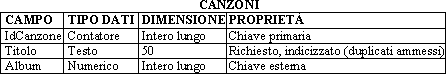 CANZONI
CAMPO TIPO DATI DIMENSIONE PROPRIETÀ
IdCanzone Contatore Intero lungo Chiave primaria
Titolo Testo 50 Richiesto, indicizzato (duplicati ammessi)
Album Numerico Intero lungo Chiave esterna